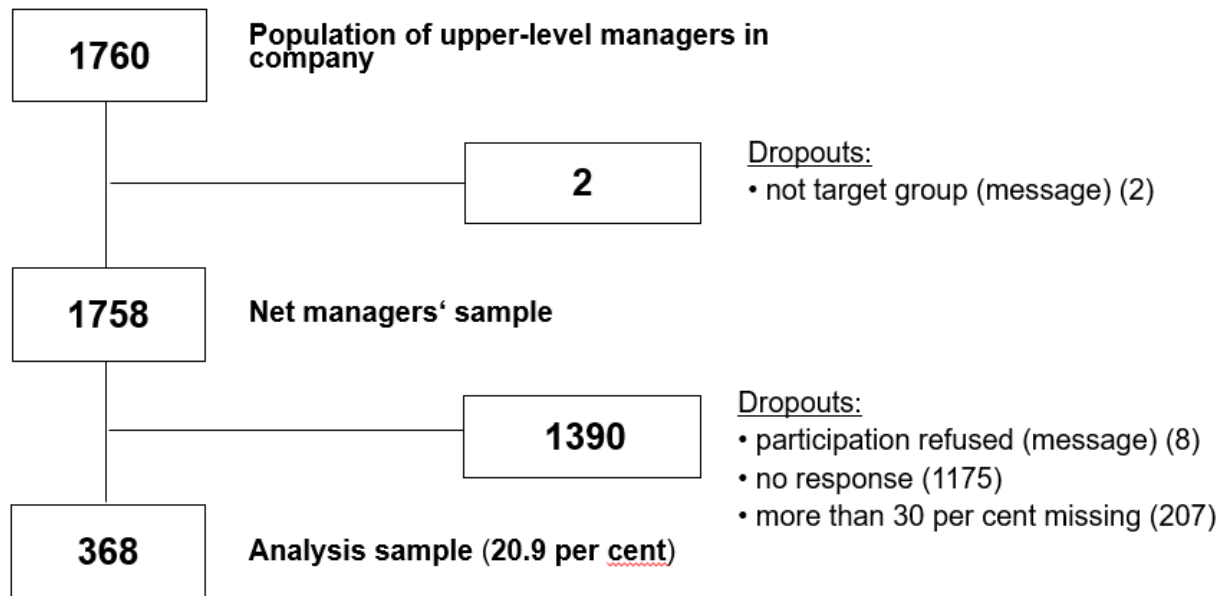 1760
Population of upper-level managers in
company
2
Dropouts:
• not target group (message) (2)
1758
Net managers‘ sample
1390
Dropouts:
• participation refused (message) (8)
• no response (1175)
• more than 30 per cent missing (207)
368
Analysis sample (20.9 per cent)